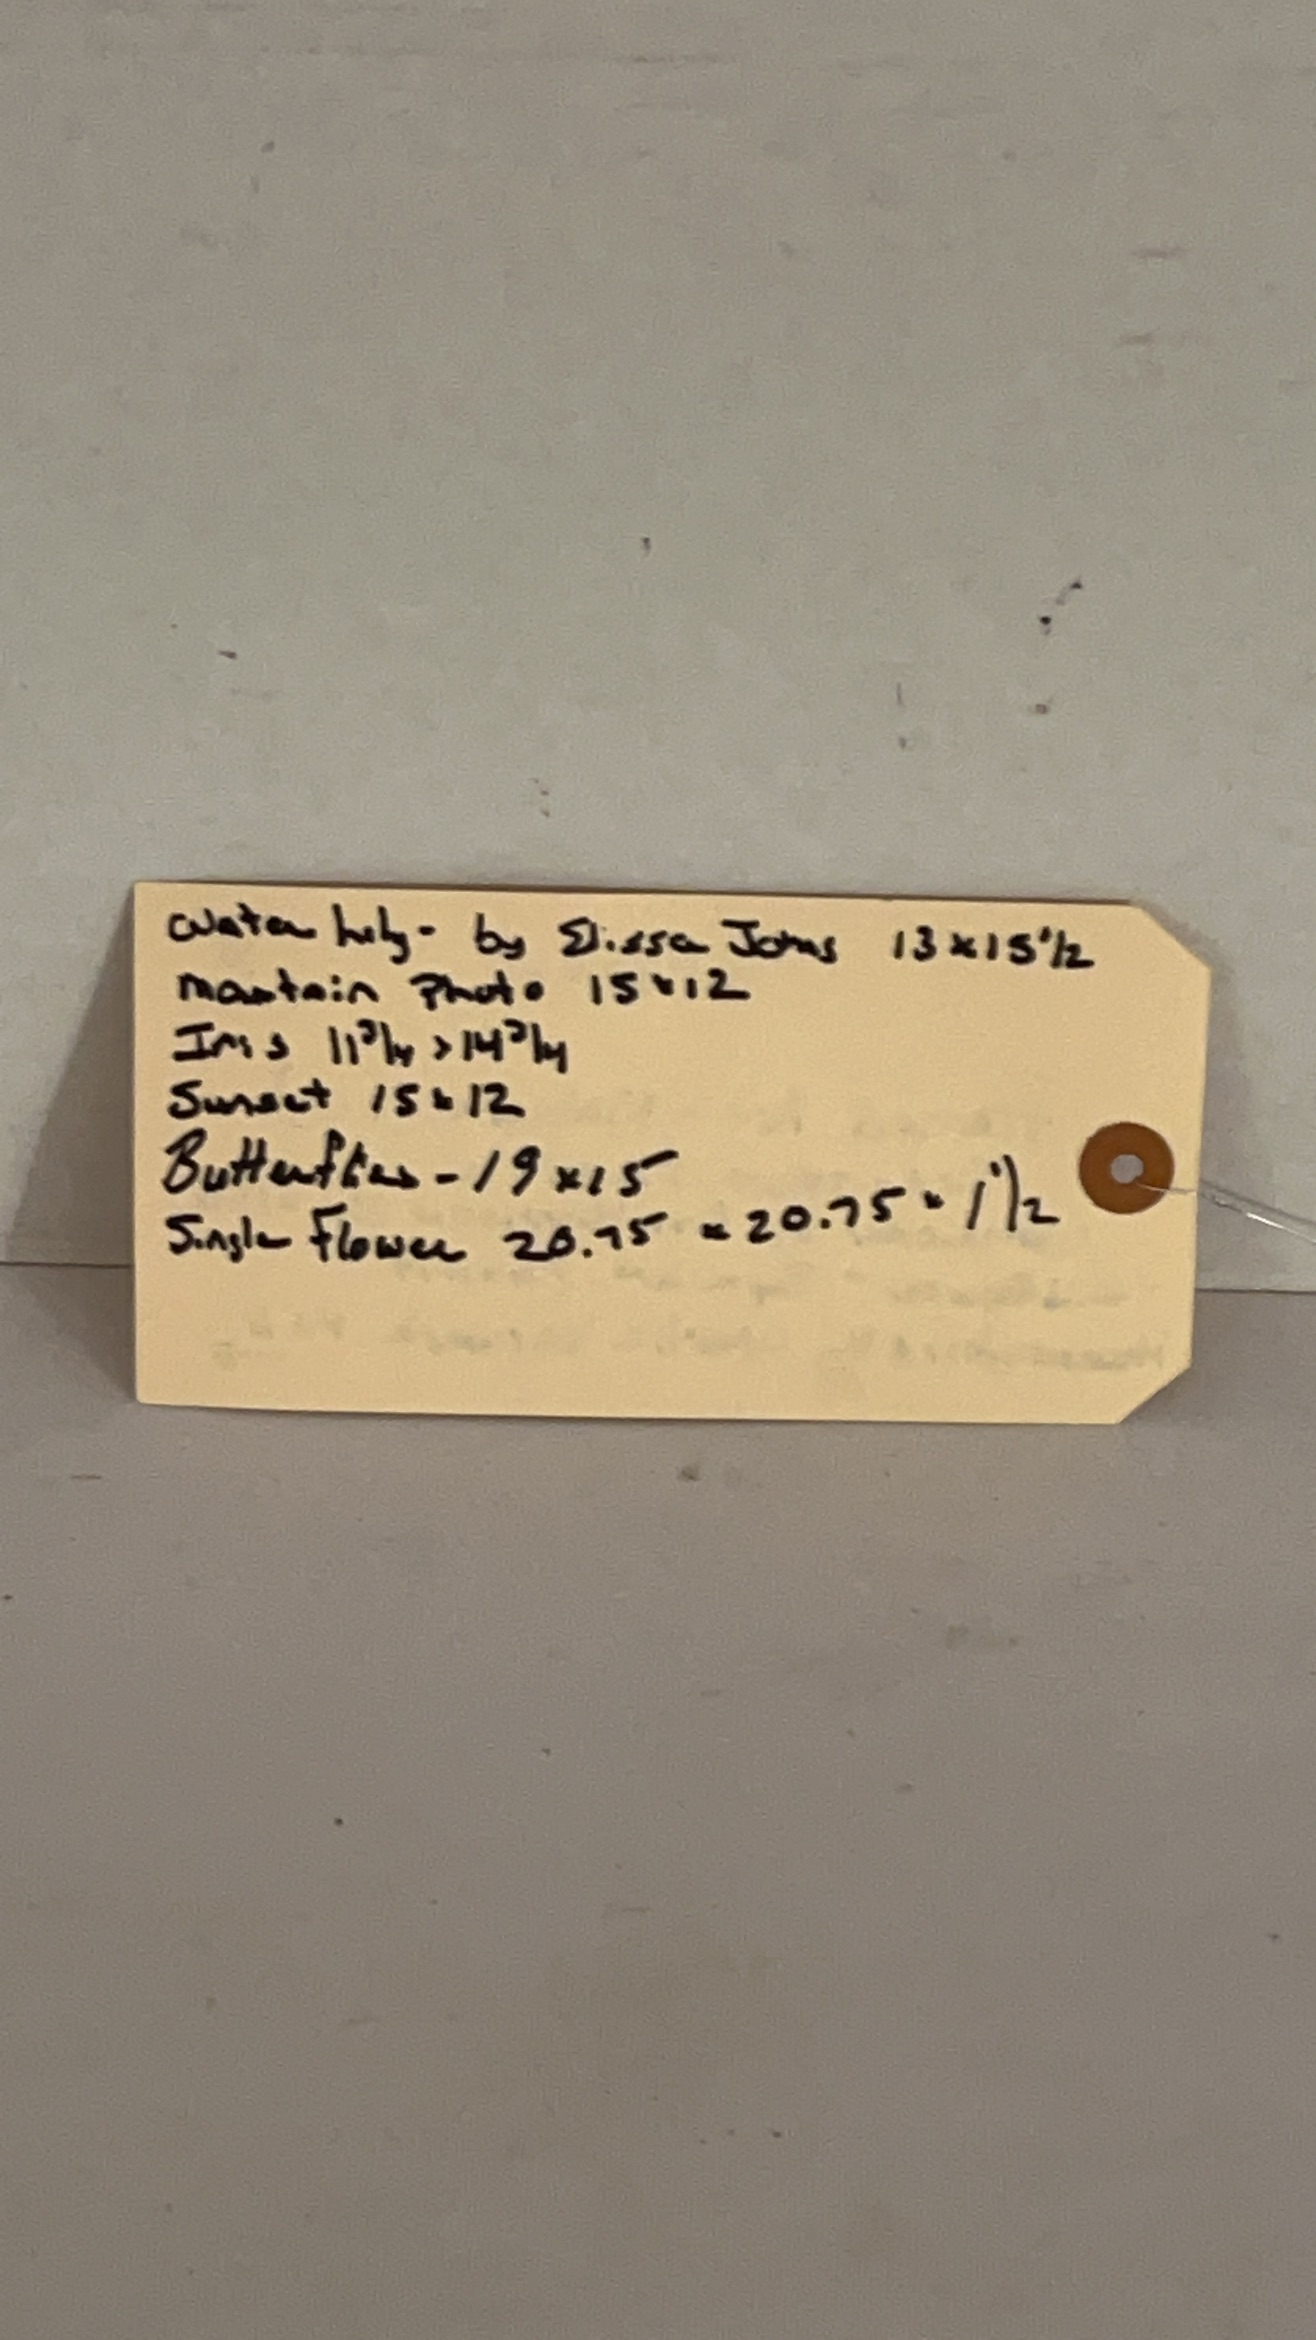 Water Lily - by Elissa Johns 13 x 15 1/2
Mountain Photo 15 x 12
Iris 11 3/4 x 14 3/4
Sunset 15 x 12
Butterflies - 19 x 15
Single Flower 20.75 x 20.75 x 1 1/2